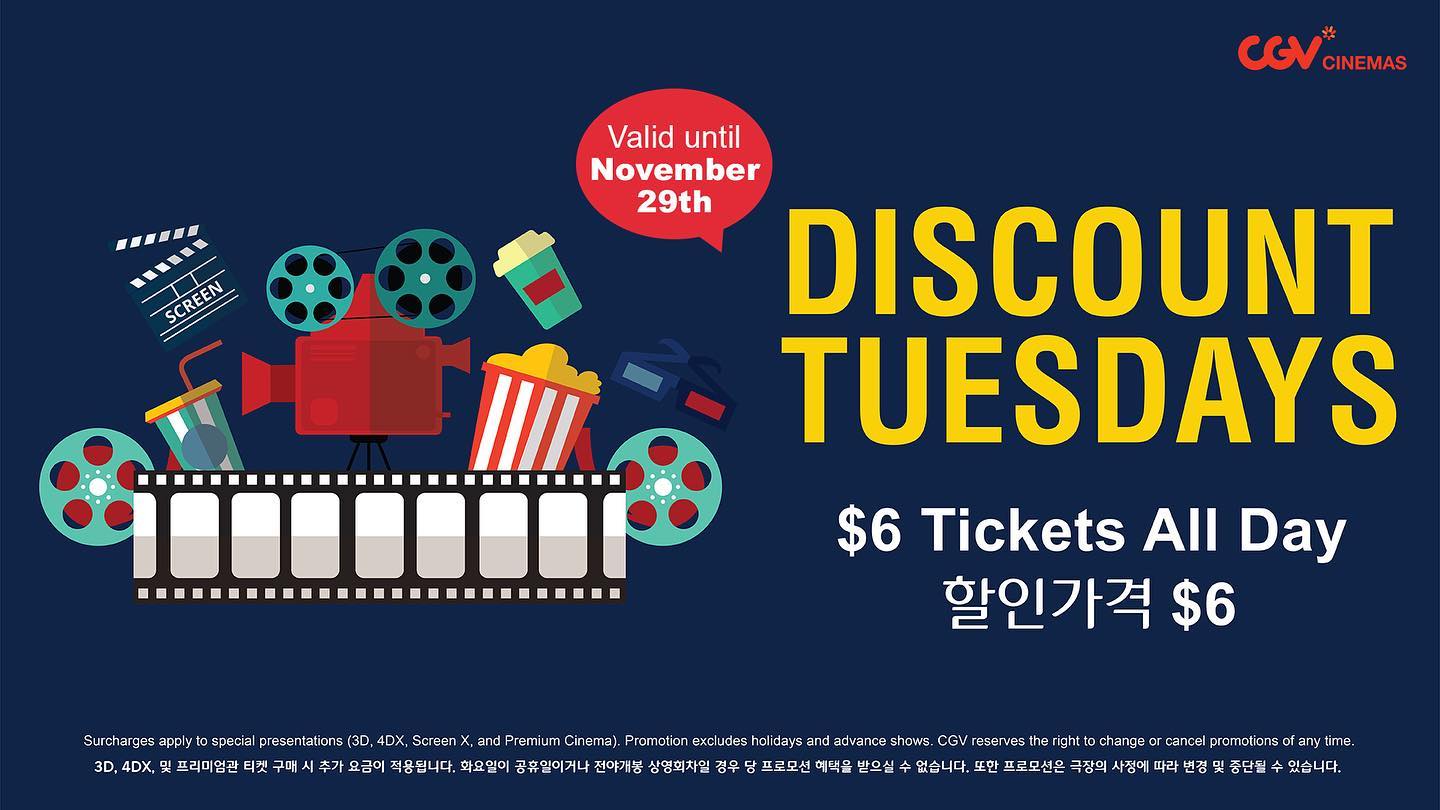 CGV CINEMAS
Valid until
November
29th
DISCOUNT
TUESDAYS
SCREEN
$6 Tickets All Day
할인가격 $6
Surcharges apply to special presentations (3D, 4DX, Screen X, and Premium Cinema). Promotion excludes holidays and advance shows. CGV reserves the right to change or cancel promotions of any time.
3D, 4DX, 및 프리미엄관 티켓 구매 시 추가 요금이 적용됩니다. 화요일이 공휴일이거나 전야개봉 상영회차일 경우 당 프로모션 혜택을 받으실 수 없습니다. 또한 프로모션은 극장의 사정에 따라 변경 및 중단될 수 있습니다.